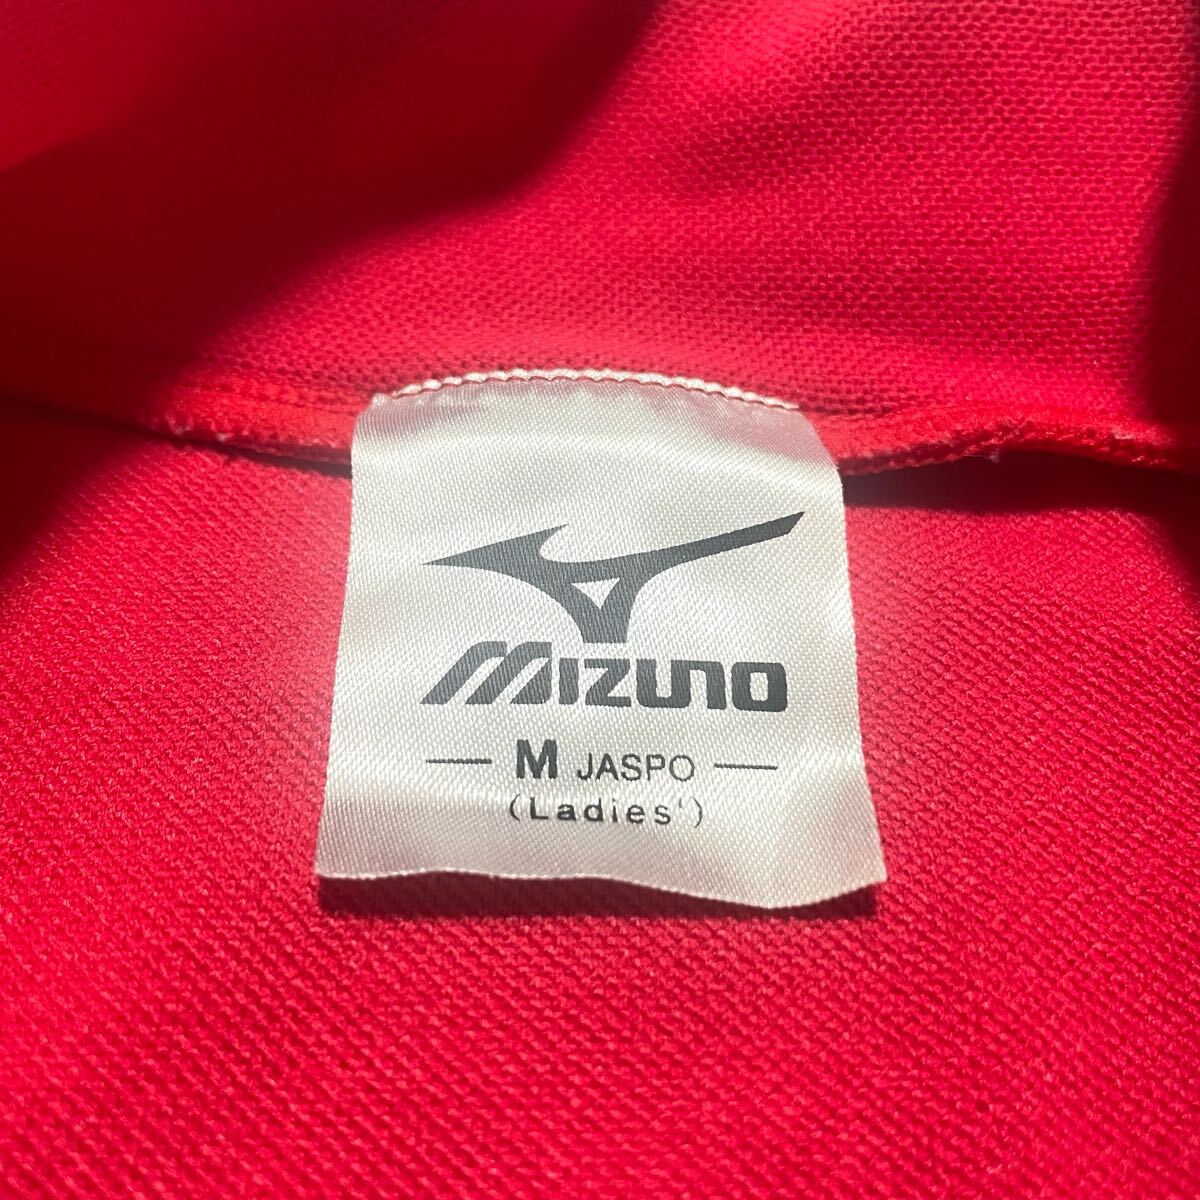 MIZUNO
— M JASPO —
(Ladies')